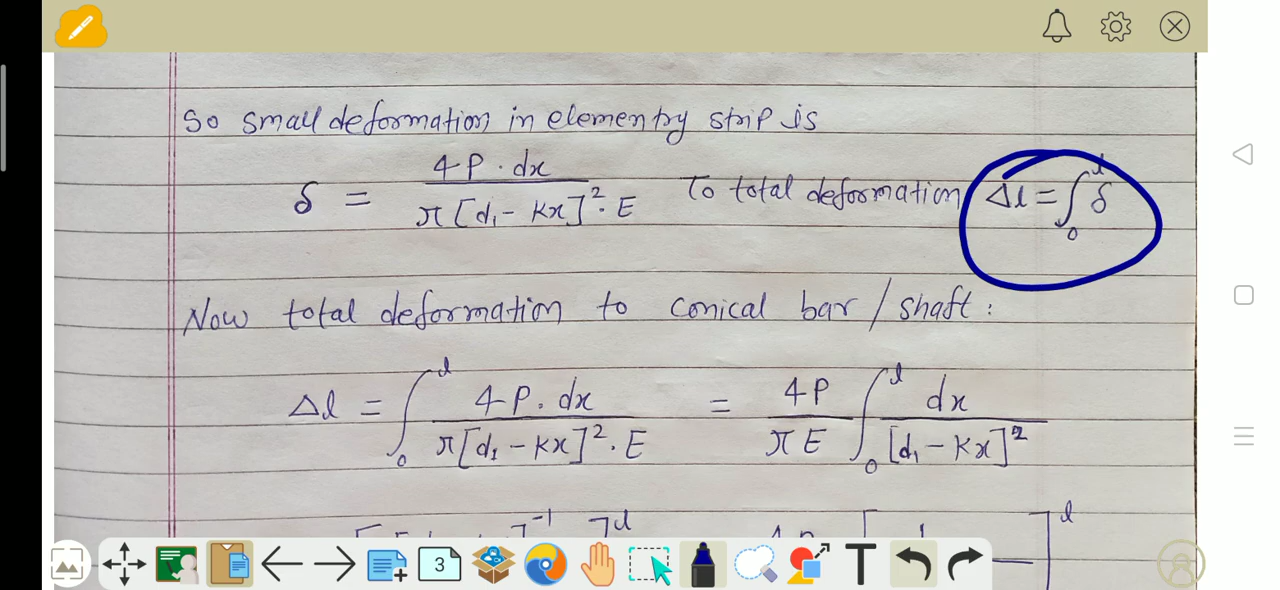 So small deformation in elementry strip is
δ = 4P.dx / π[d₁ - Kx]².E To total deformation Δl = ∫₀ˡ δ
Now total deformation to conical bar / shaft :
Δl = ∫₀ˡ 4P.dx / π[d₁ - Kx]².E = 4P / πE ∫₀ˡ dx / [d₁ - Kx]²
3 T